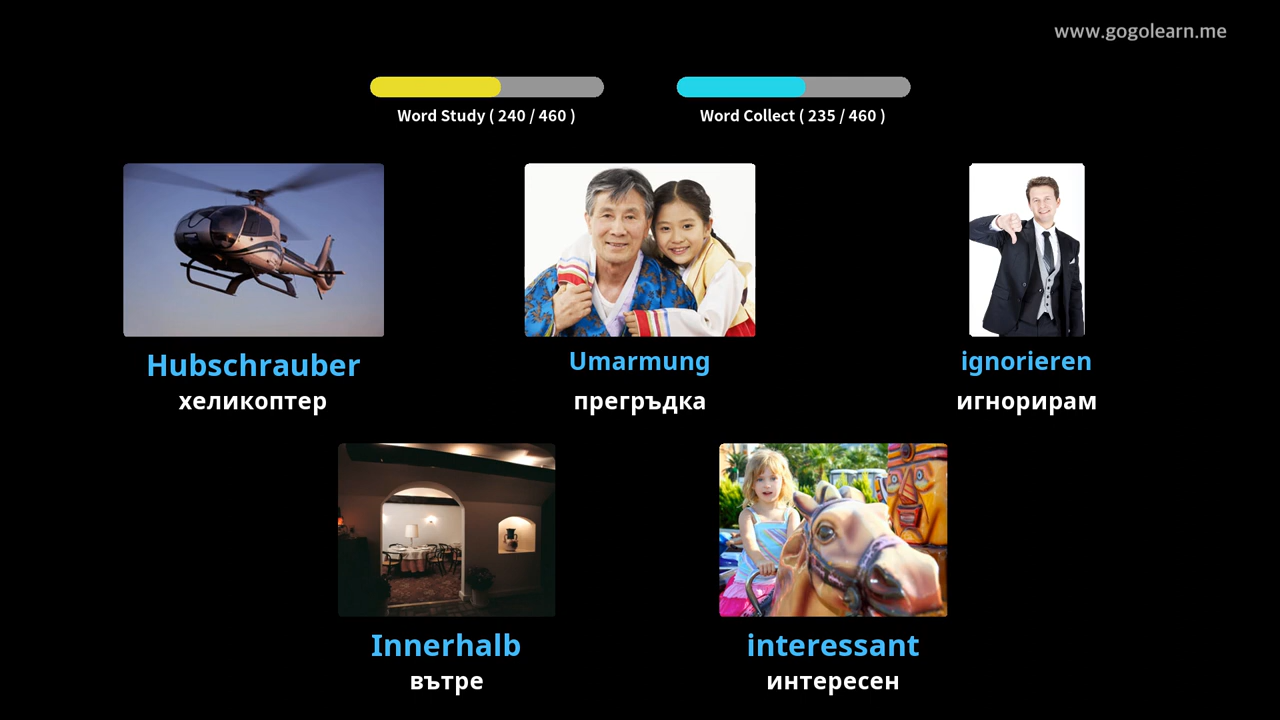 www.gogolearn.me
Word Study ( 240 / 460 )
Word Collect ( 235 / 460 )
Hubschrauber
хеликоптер
Umarmung
прегръдка
ignorieren
игнорирам
Innerhalb
вътре
interessant
интересен